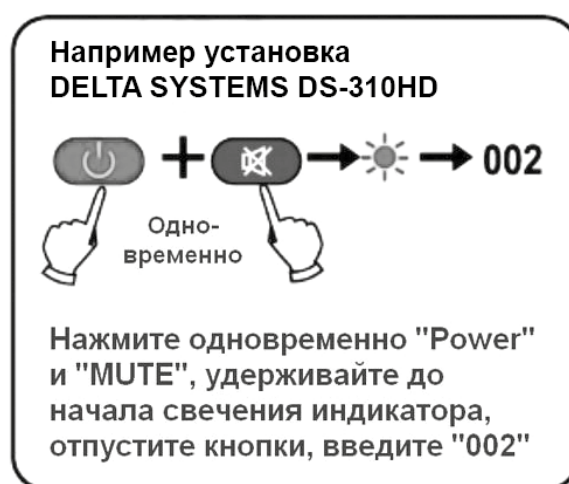 Например установка
DELTA SYSTEMS DS-310HD
002
Одно-
временно
Нажмите одновременно "Power"
и "MUTE", удерживайте до
начала свечения индикатора,
отпустите кнопки, введите "002"